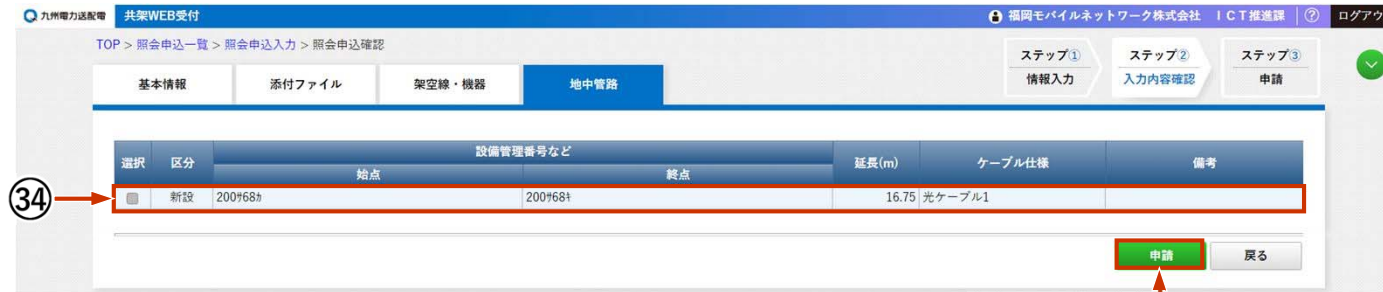 九州電力送配電 共架WEB受付 福岡モバイルネットワーク株式会社 ICT推進課 ? ログアウ
TOP > 照会申込一覧 > 照会申込入力 > 照会申込確認
ステップ① ステップ② ステップ③
情報入力 入力内容確認 申請
基本情報 添付ファイル 架空線・機器 地中管路
選択 区分 設備管理番号など 延長(m) ケーブル仕様 備考
始点 終点
㉞ 新設 200ｻ68ｶ 200ｻ68ｷ 16.75 光ケーブル1
申請 戻る